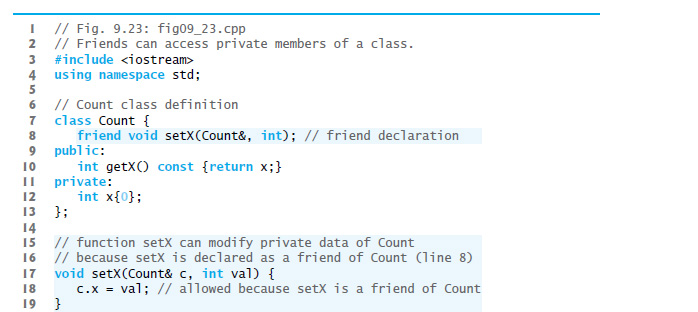 1 // Fig. 9.23: fig09_23.cpp
2 // Friends can access private members of a class.
3 #include <iostream>
4 using namespace std;
5
6 // Count class definition
7 class Count {
8 friend void setX(Count&, int); // friend declaration
9 public:
10 int getX() const {return x;}
11 private:
12 int x{0};
13 };
14
15 // function setX can modify private data of Count
16 // because setX is declared as a friend of Count (line 8)
17 void setX(Count& c, int val) {
18 c.x = val; // allowed because setX is a friend of Count
19 }